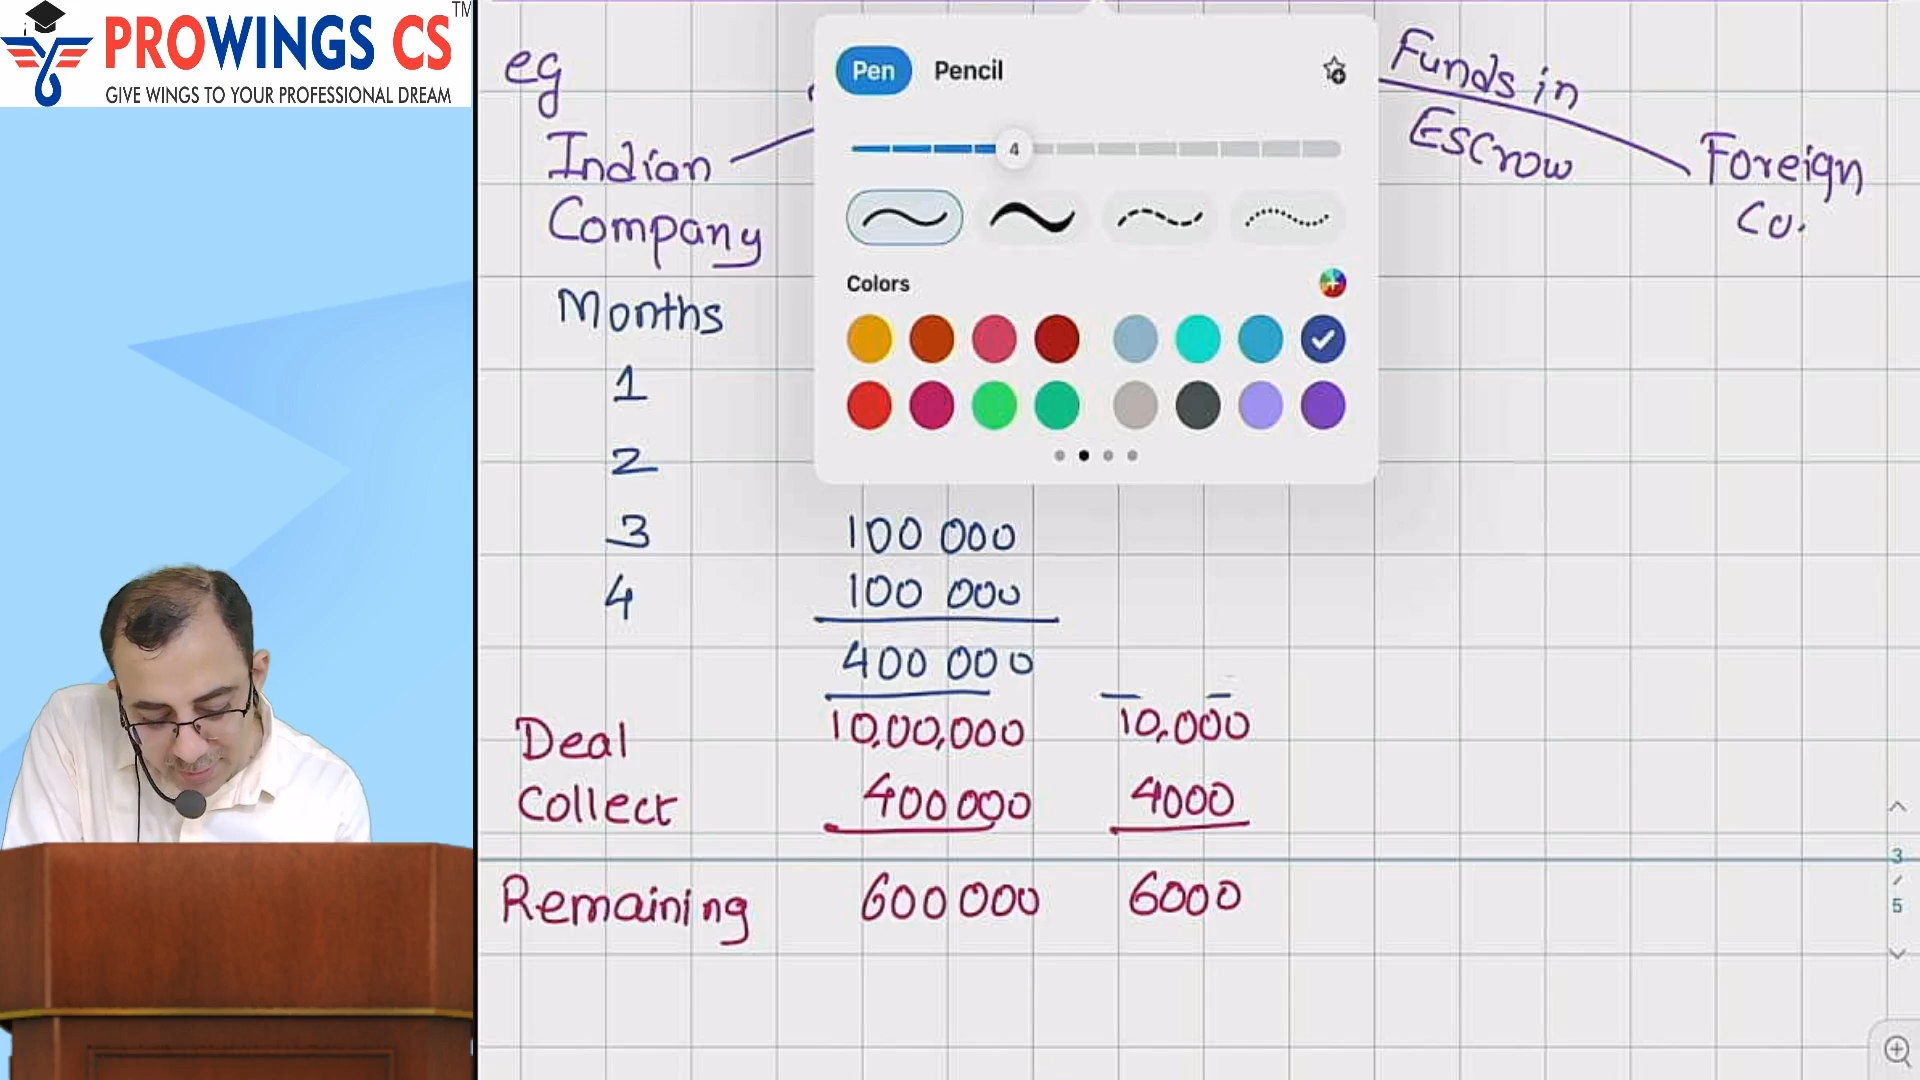 PROWINGS CS TM
GIVE WINGS TO YOUR PROFESSIONAL DREAM
eg
Indian
Company
Funds in
Escrow
Foreign
Co.
Pen Pencil
4
Colors
Months
1
2
3 100 000
4 100 000
400 000
Deal 10,00,000 10,000
Collect 400 000 4000
Remaining 600 000 6000
3
/
5